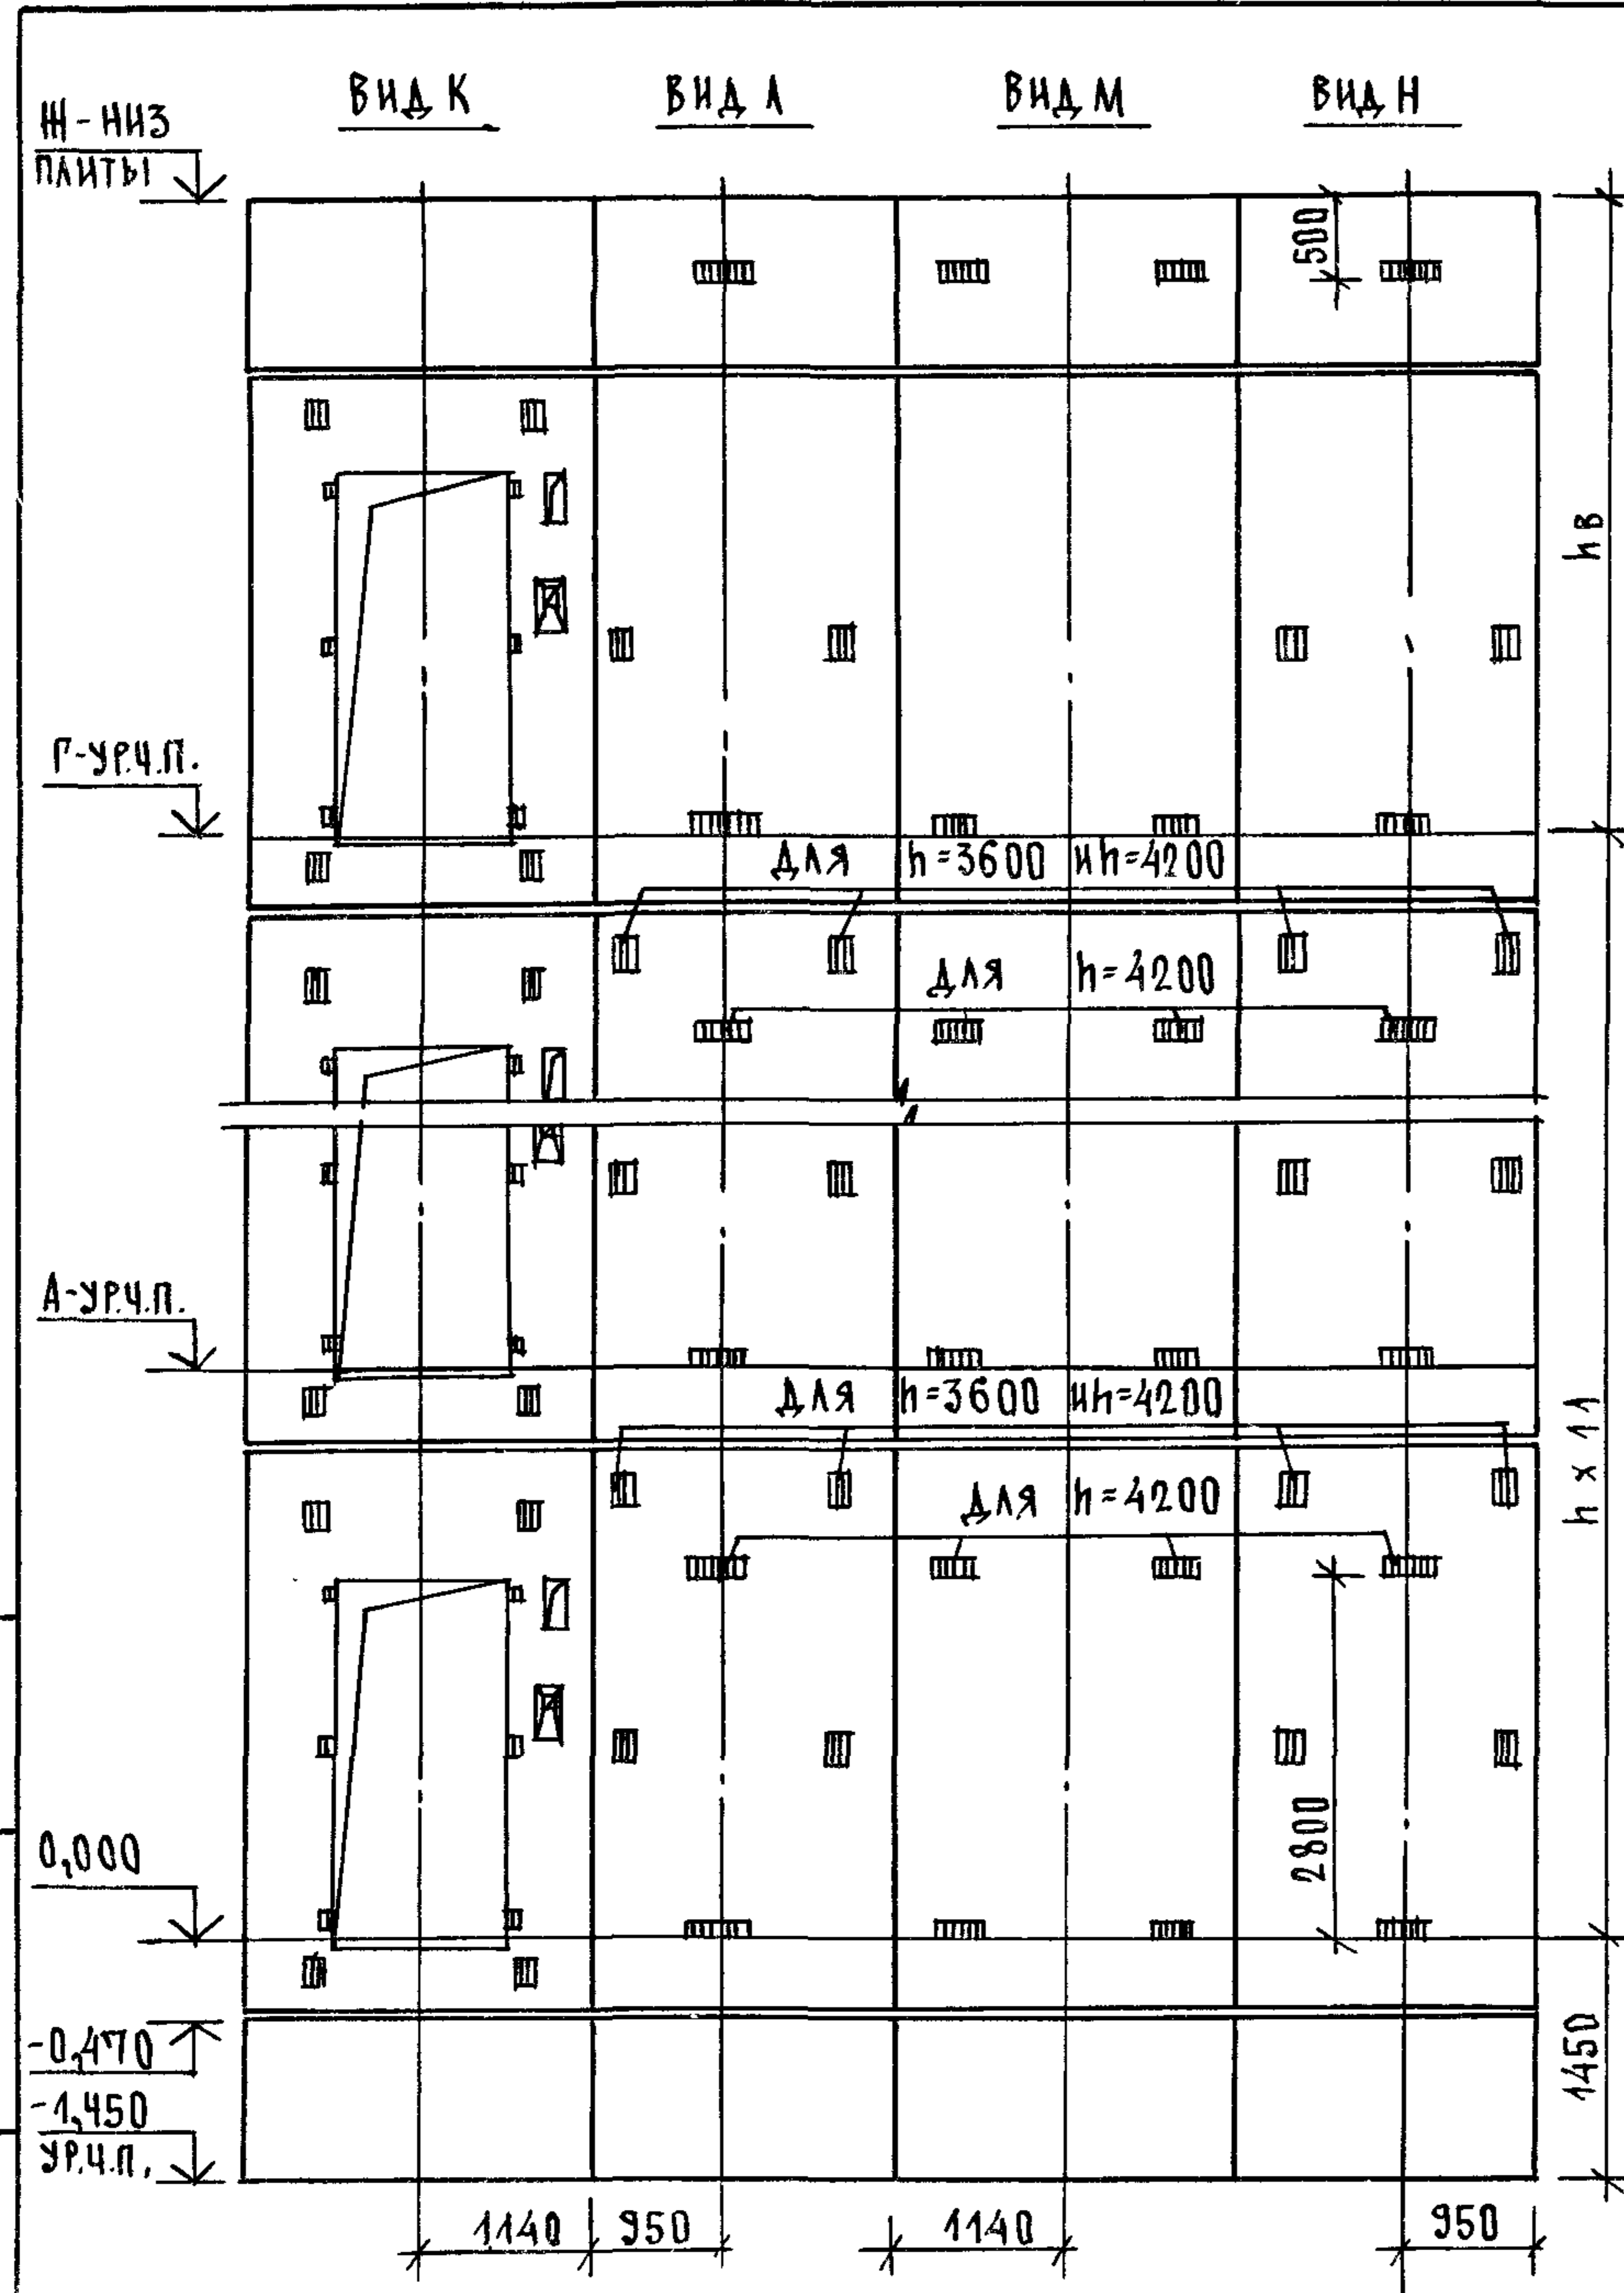 ВИД К ВИД Л ВИД М ВИД Н
Ж-НИЗ
ПЛИТЫ
500
hв
Г-УР.Ч.П.
ДЛЯ h=3600 и h=4200
ДЛЯ h=4200
А-УР.Ч.П.
ДЛЯ h=3600 и h=4200
ДЛЯ h=4200
h x 11
2800
0,000
-0,470
-1,450
УР.Ч.П.
1450
1140 950 1140 950